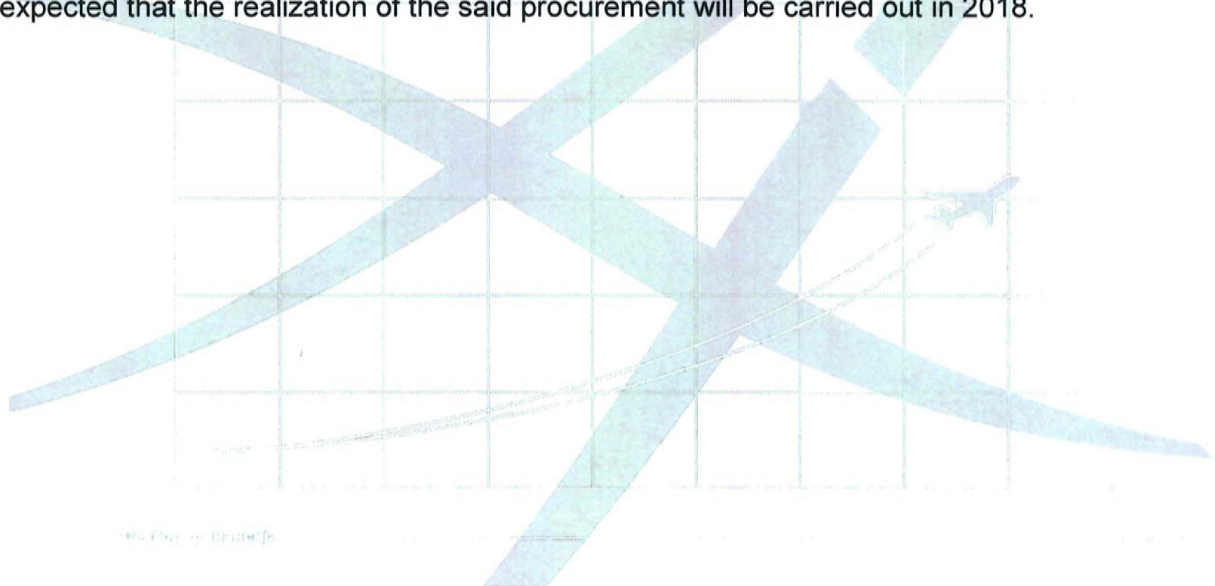 expected that the realization of the said procurement will be carried out in 2018.